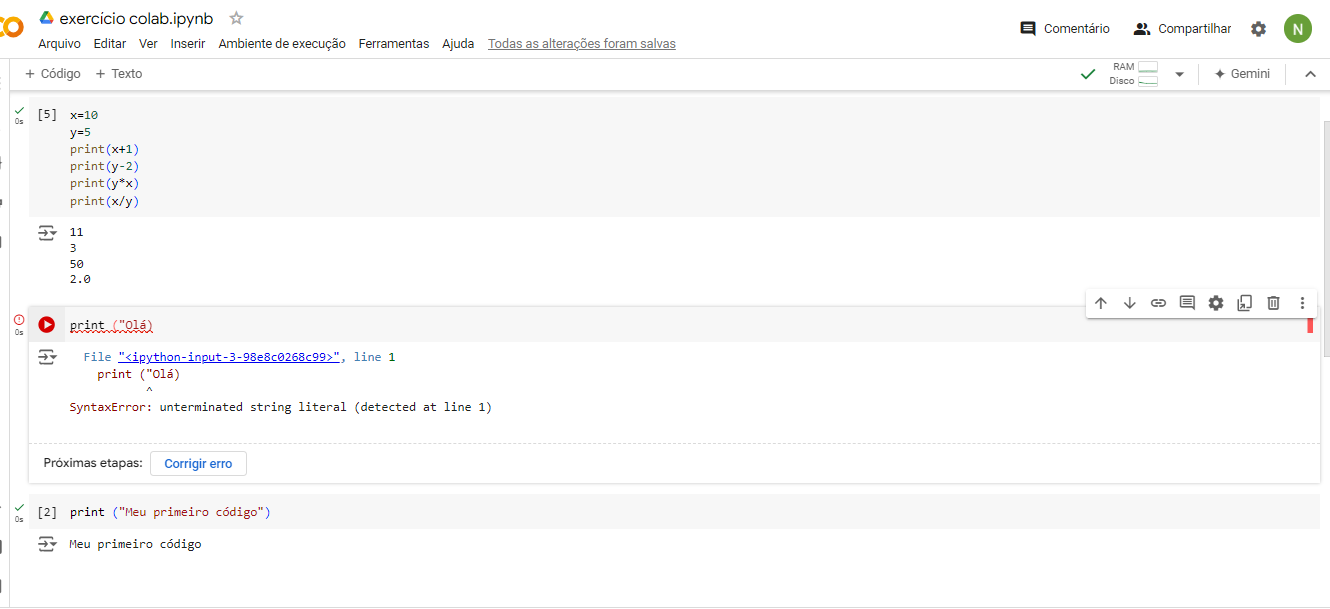 exercício colab.ipynb
Comentário Compartilhar N
Arquivo Editar Ver Inserir Ambiente de execução Ferramentas Ajuda Todas as alterações foram salvas
+ Código + Texto
RAM
Disco
Gemini
[5] x=10
0s
y=5
print(x+1)
print(y-2)
print(y*x)
print(x/y)
11
3
50
2.0
print ("Olá)
0s
File "<ipython-input-3-98e8c0268c99>", line 1
print ("Olá)
^
SyntaxError: unterminated string literal (detected at line 1)
Próximas etapas: Corrigir erro
[2] print ("Meu primeiro código")
0s
Meu primeiro código